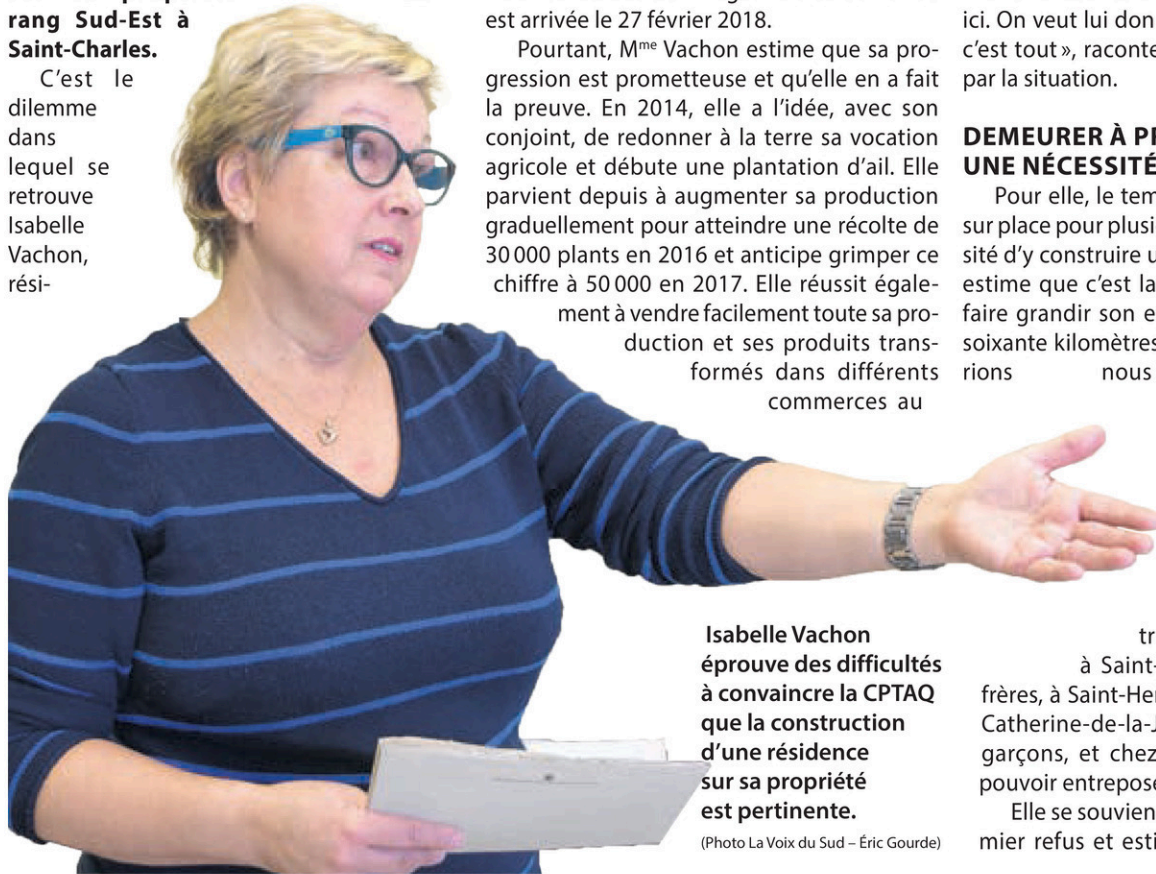 rang Sud-Est à
Saint-Charles.
C'est le
dilemme
dans
lequel se
retrouve
Isabelle
Vachon,
rési-
est arrivée le 27 février 2018.
Pourtant, Mme Vachon estime que sa pro-
gression est prometteuse et qu'elle en a fait
la preuve. En 2014, elle a l'idée, avec son
conjoint, de redonner à la terre sa vocation
agricole et débute une plantation d'ail. Elle
parvient depuis à augmenter sa production
graduellement pour atteindre une récolte de
30 000 plants en 2016 et anticipe grimper ce
chiffre à 50 000 en 2017. Elle réussit égale-
ment à vendre facilement toute sa pro-
duction et ses produits trans-
formés dans différents
commerces au
Isabelle Vachon
éprouve des difficultés
à convaincre la CPTAQ
que la construction
d'une résidence
sur sa propriété
est pertinente.
(Photo La Voix du Sud – Éric Gourde)
ici. On veut lui don
c'est tout», raconte
par la situation.
DEMEURER À PR
UNE NÉCESSITÉ
Pour elle, le tem
sur place pour plusi
sité d'y construire u
estime que c'est la
faire grandir son e
soixante kilomètres
rions nous
tr
à Saint-
frères, à Saint-Her
Catherine-de-la-J
garçons, et chez
pouvoir entrepose
Elle se souvien
mier refus et esti